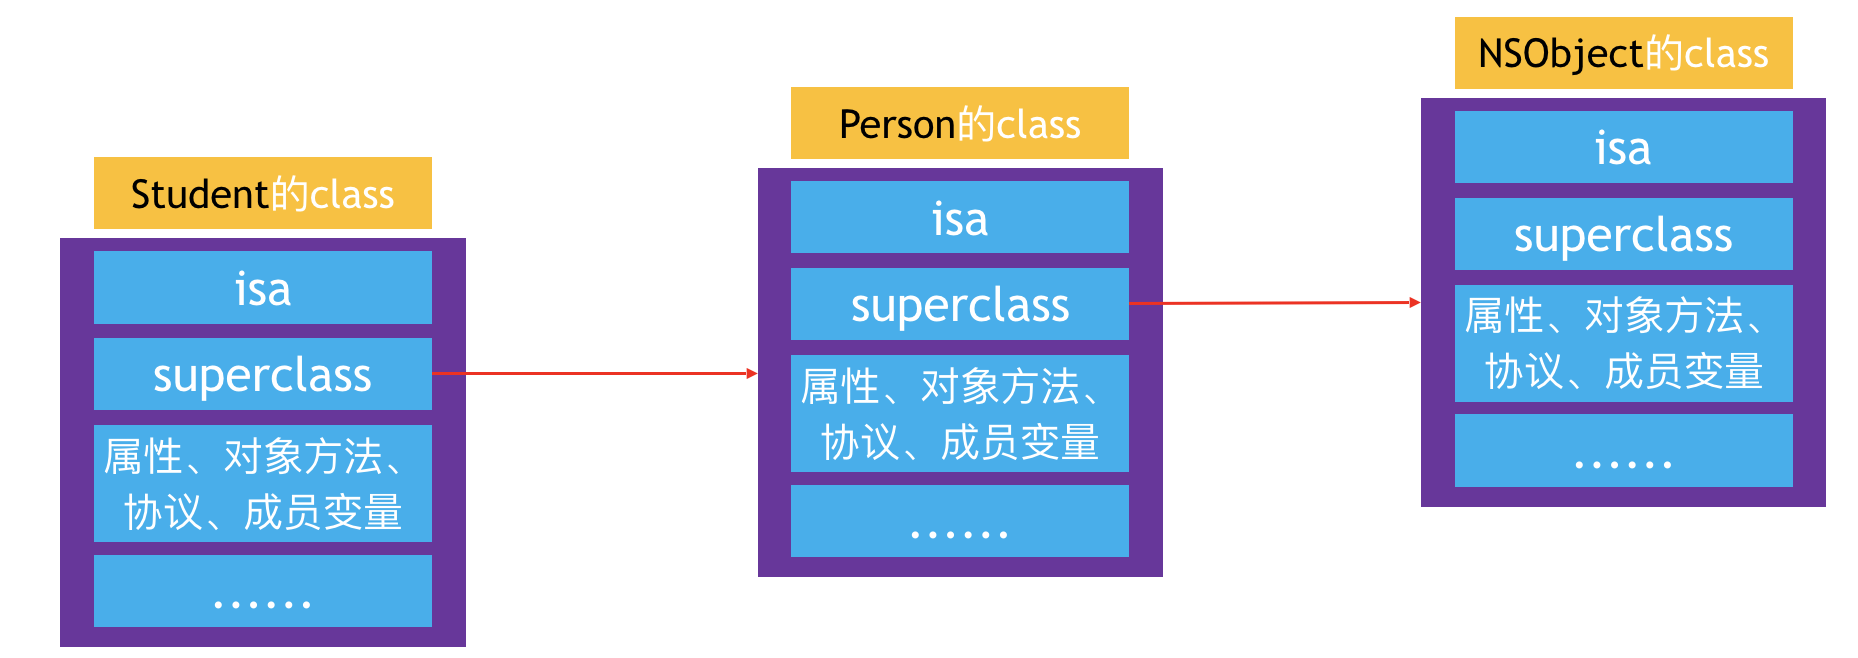 Student的class
isa
superclass
属性、对象方法、
协议、成员变量
......
Person的class
isa
superclass
属性、对象方法、
协议、成员变量
......
NSObject的class
isa
superclass
属性、对象方法、
协议、成员变量
......